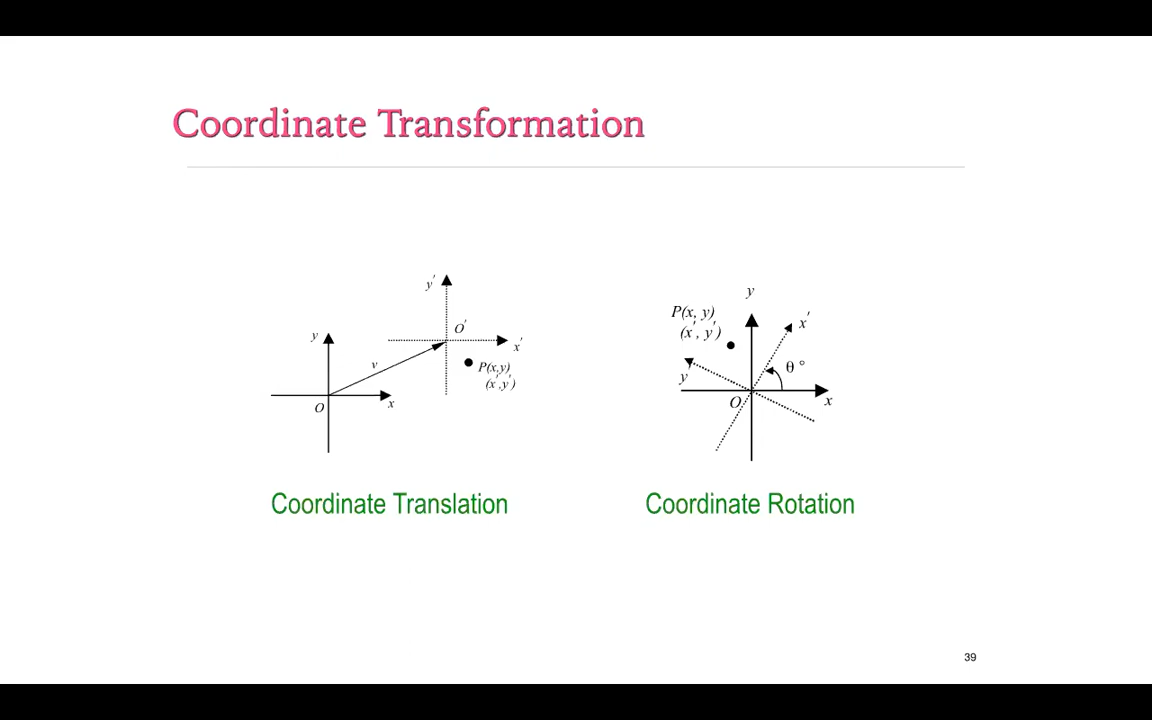 Coordinate Transformation
y'
O'
x'
y
v
P(x,y)
(x',y')
O
x
Coordinate Translation
y
P(x, y)
(x', y')
x'
θ °
y'
O
x
Coordinate Rotation
39